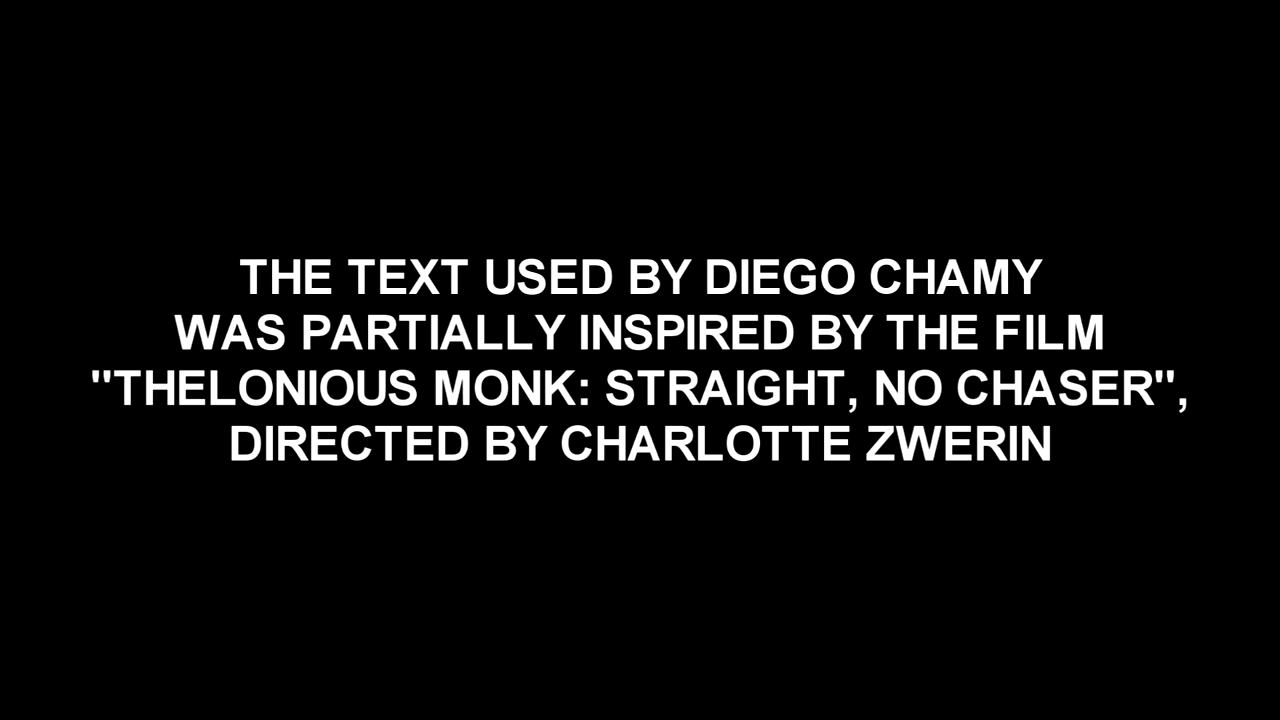 THE TEXT USED BY DIEGO CHAMY
WAS PARTIALLY INSPIRED BY THE FILM
"THELONIOUS MONK: STRAIGHT, NO CHASER",
DIRECTED BY CHARLOTTE ZWERIN